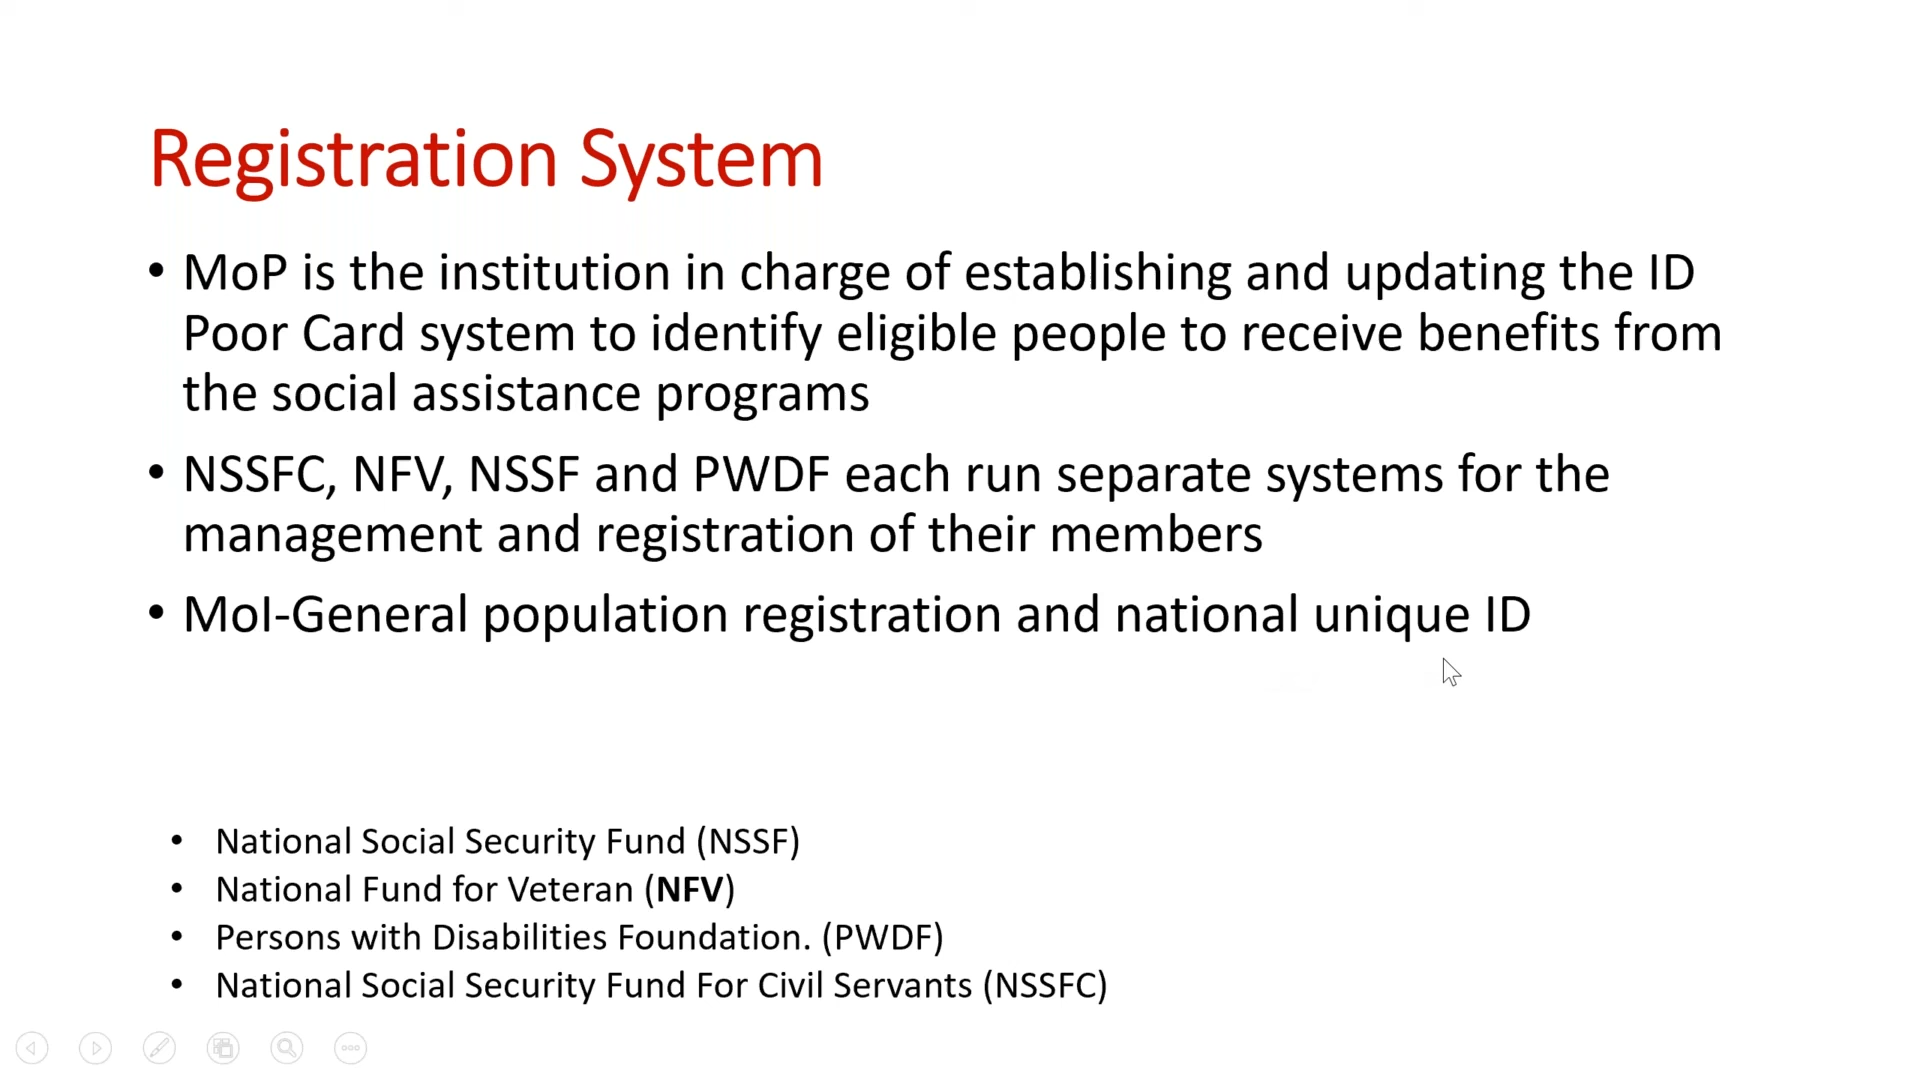 Registration System
• MoP is the institution in charge of establishing and updating the ID
Poor Card system to identify eligible people to receive benefits from
the social assistance programs
• NSSFC, NFV, NSSF and PWDF each run separate systems for the
management and registration of their members
• MoI-General population registration and national unique ID
• National Social Security Fund (NSSF)
• National Fund for Veteran (NFV)
• Persons with Disabilities Foundation. (PWDF)
• National Social Security Fund For Civil Servants (NSSFC)